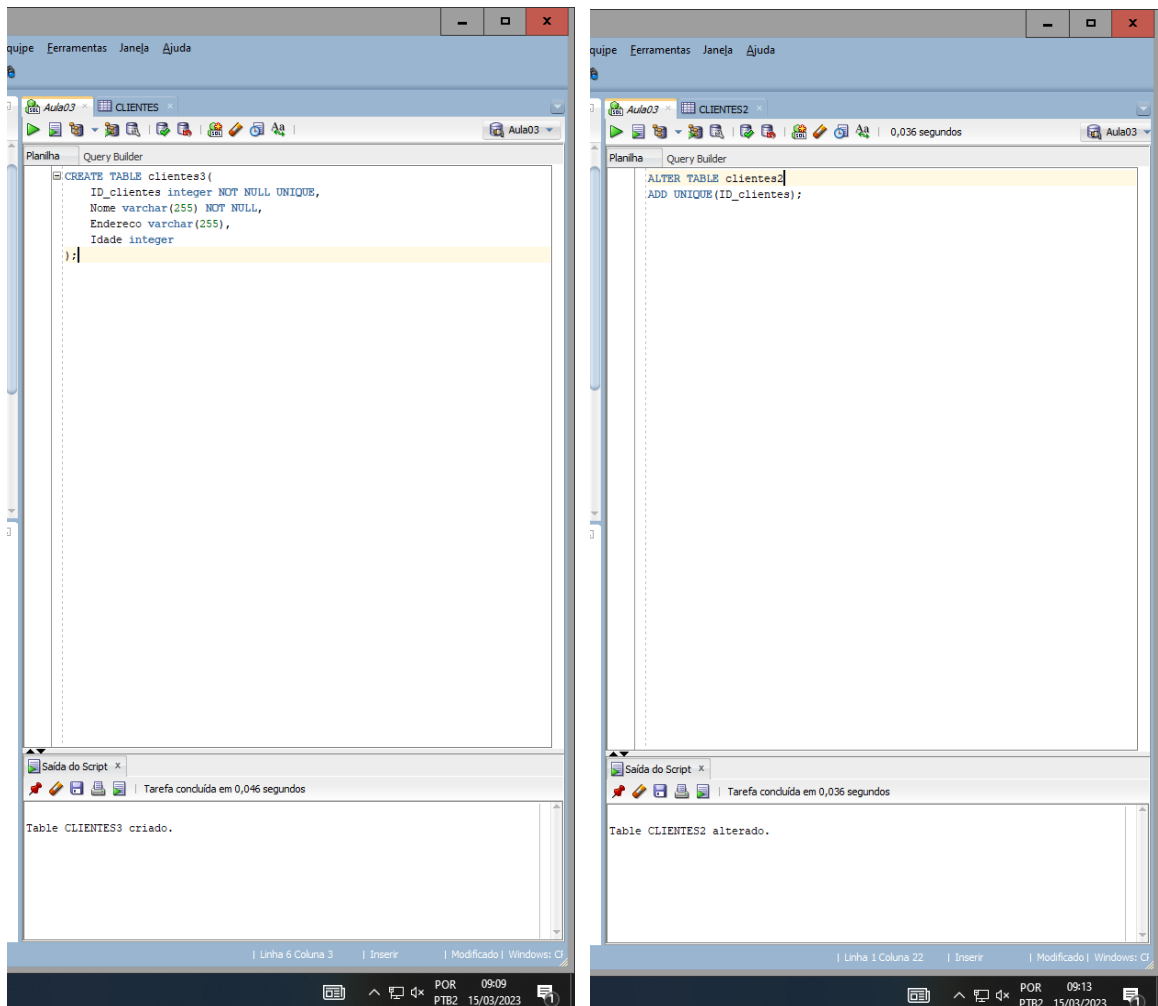 quipe Ferramentas Janela Ajuda
Aula03 CLIENTES
Aula03
Planilha Query Builder
CREATE TABLE clientes3(
ID_clientes integer NOT NULL UNIQUE,
Nome varchar(255) NOT NULL,
Endereco varchar(255),
Idade integer
);
Saída do Script x
Tarefa concluída em 0,046 segundos
Table CLIENTES3 criado.
| Linha 6 Coluna 3 | Inserir | Modificado | Windows: CF
POR 09:09
PTB2 15/03/2023
quipe Ferramentas Janela Ajuda
Aula03 CLIENTES2
0,036 segundos Aula03
Planilha Query Builder
ALTER TABLE clientes2
ADD UNIQUE(ID_clientes);
Saída do Script x
Tarefa concluída em 0,036 segundos
Table CLIENTES2 alterado.
| Linha 1 Coluna 22 | Inserir | Modificado | Windows: CF
POR 09:13
PTB2 15/03/2023